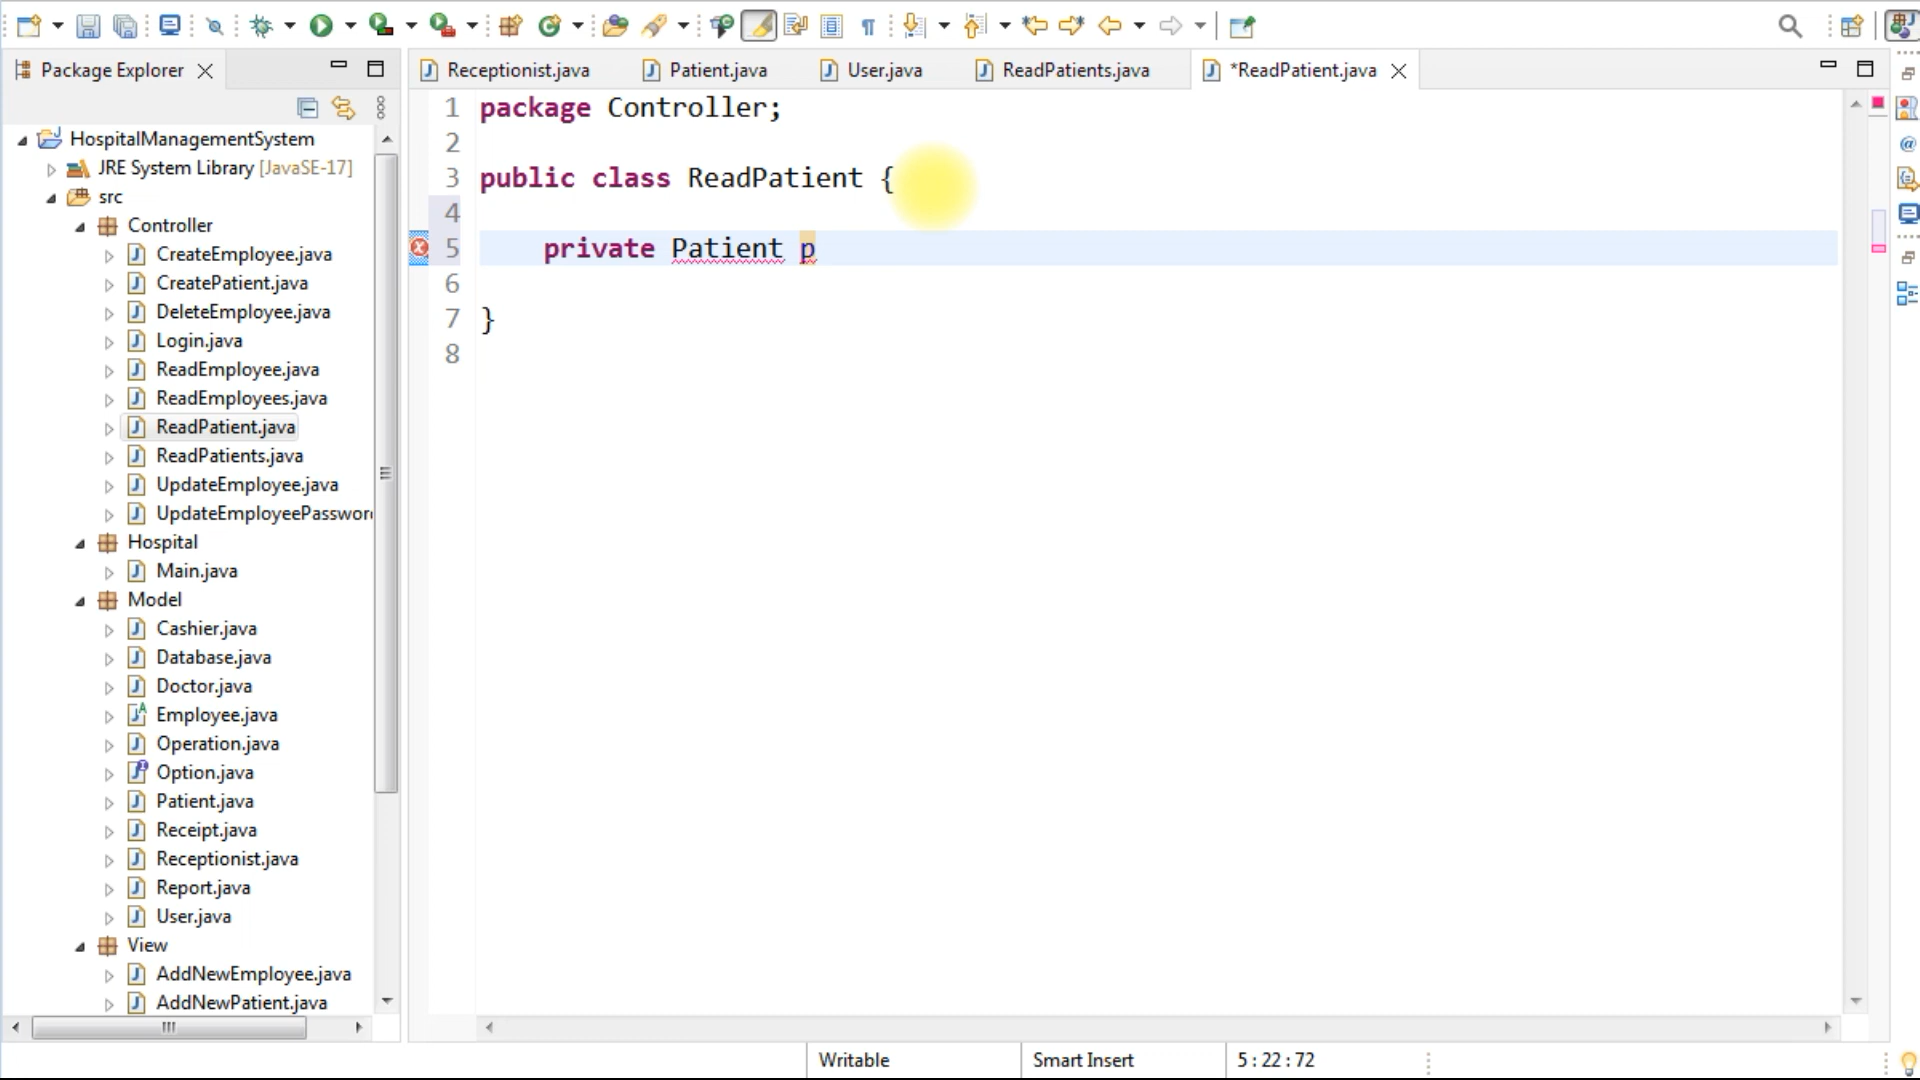 Package Explorer
HospitalManagementSystem
JRE System Library [JavaSE-17]
src
Controller
CreateEmployee.java
CreatePatient.java
DeleteEmployee.java
Login.java
ReadEmployee.java
ReadEmployees.java
ReadPatient.java
ReadPatients.java
UpdateEmployee.java
UpdateEmployeePassword
Hospital
Main.java
Model
Cashier.java
Database.java
Doctor.java
Employee.java
Operation.java
Option.java
Patient.java
Receipt.java
Receptionist.java
Report.java
User.java
View
AddNewEmployee.java
AddNewPatient.java
Receptionist.java
Patient.java
User.java
ReadPatients.java
*ReadPatient.java
1 package Controller;
2
3 public class ReadPatient {
4
5 private Patient p
6
7 }
8
Writable
Smart Insert
5 : 22 : 72